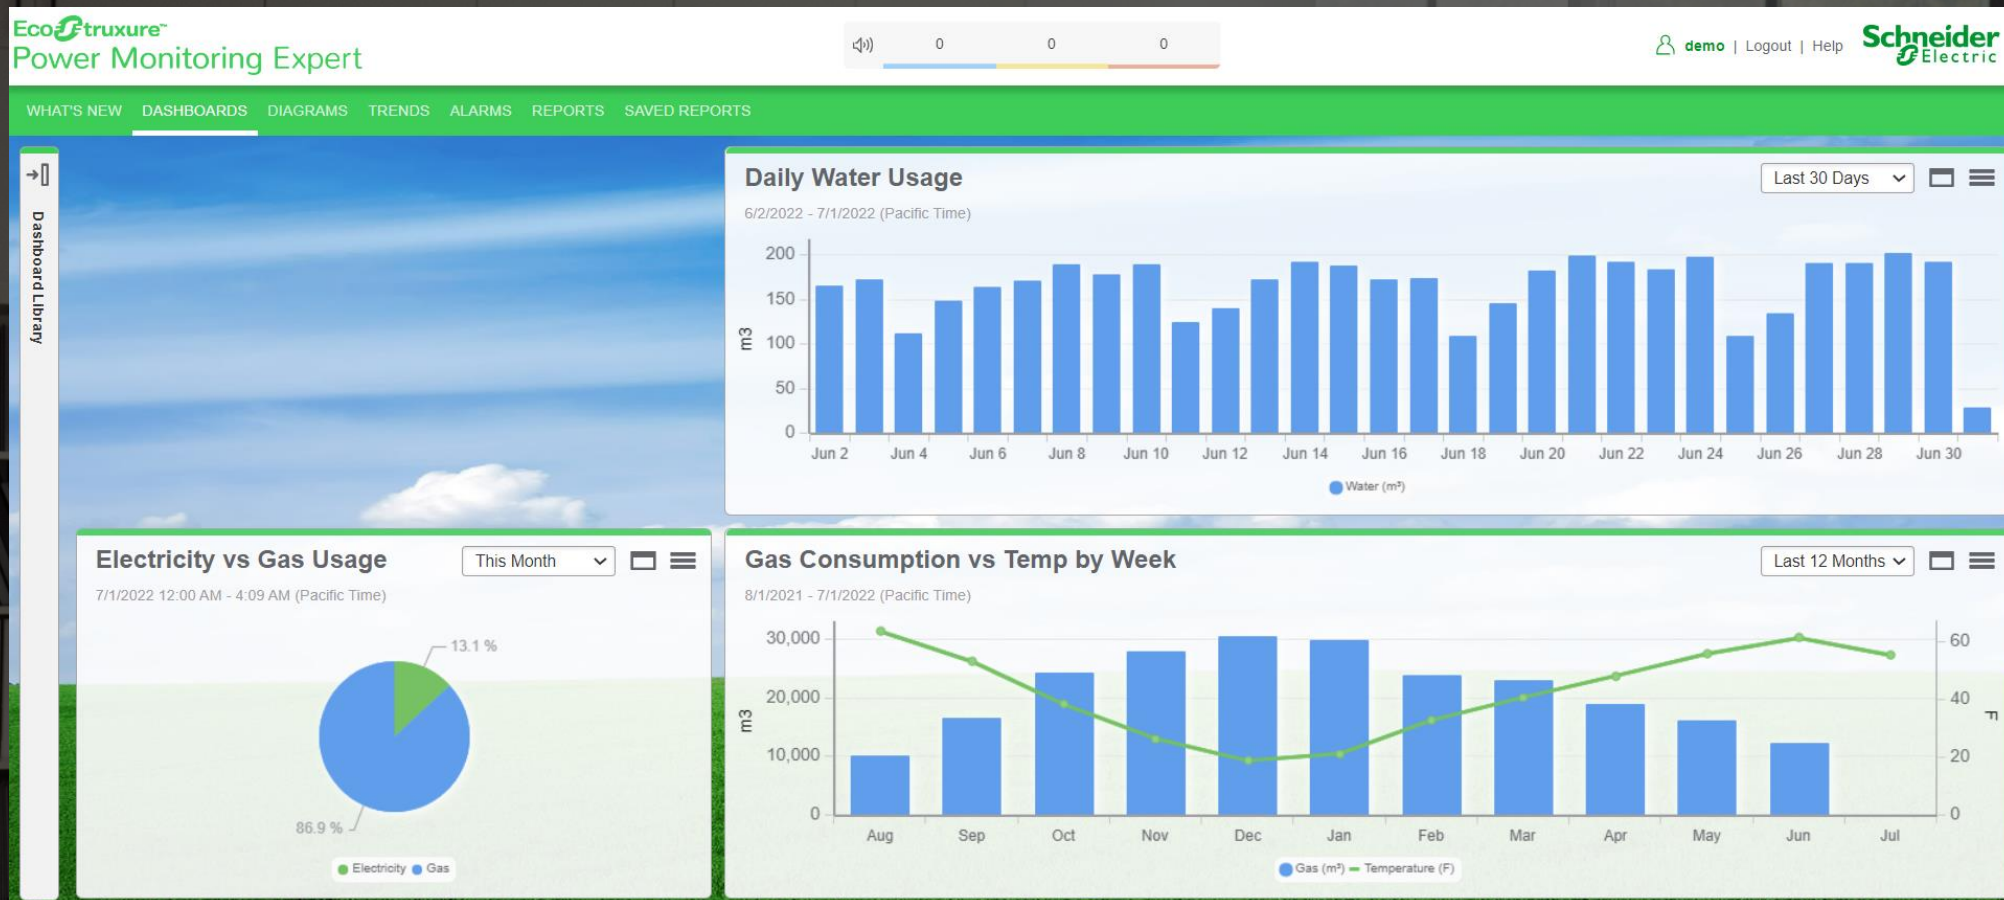 EcoStruxure™
Power Monitoring Expert
0 0 0
demo | Logout | Help
Schneider
Electric
WHAT'S NEW DASHBOARDS DIAGRAMS TRENDS ALARMS REPORTS SAVED REPORTS
Dashboard Library
Daily Water Usage
Last 30 Days
6/2/2022 - 7/1/2022 (Pacific Time)
200
150
100
50
0
m3
Jun 2 Jun 4 Jun 6 Jun 8 Jun 10 Jun 12 Jun 14 Jun 16 Jun 18 Jun 20 Jun 22 Jun 24 Jun 26 Jun 28 Jun 30
Water (m³)
Electricity vs Gas Usage
This Month
7/1/2022 12:00 AM - 4:09 AM (Pacific Time)
13.1 %
86.9 %
Electricity Gas
Gas Consumption vs Temp by Week
Last 12 Months
8/1/2021 - 7/1/2022 (Pacific Time)
30,000
20,000
10,000
0
m3
60
40
20
0
F
Aug Sep Oct Nov Dec Jan Feb Mar Apr May Jun Jul
Gas (m³) Temperature (F)